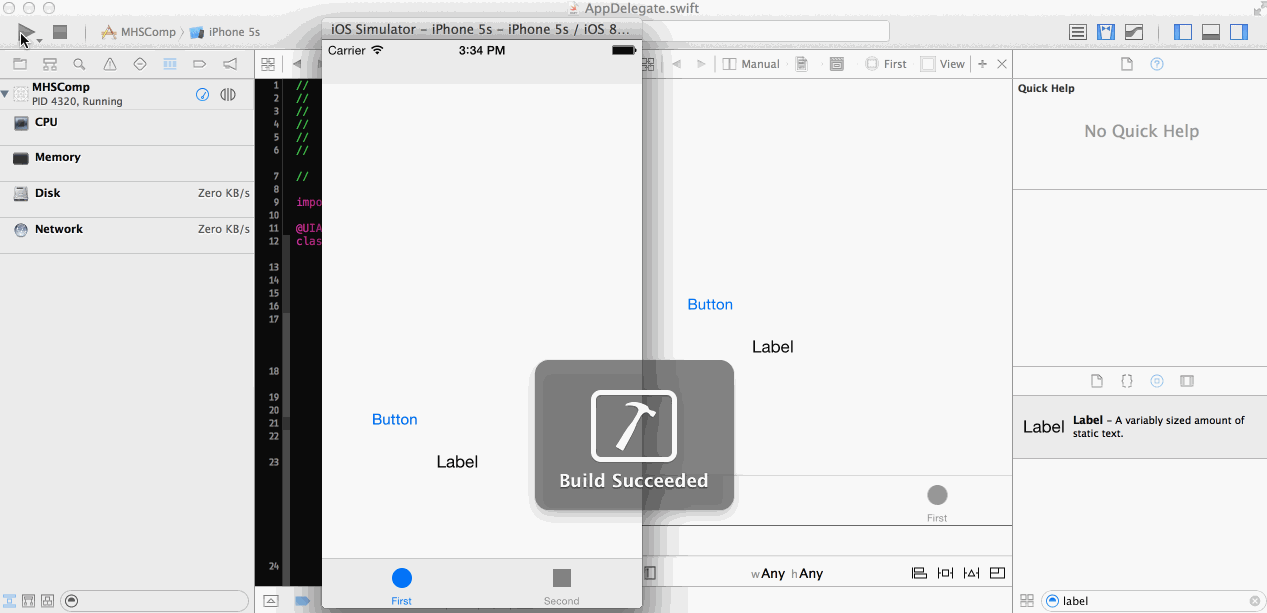 AppDelegate.swift
MHSComp
iPhone 5s
iOS Simulator – iPhone 5s – iPhone 5s / iOS 8...
Carrier
3:34 PM
Manual
First
View
MHSComp
PID 4320, Running
CPU
Memory
Disk
Zero KB/s
Network
Zero KB/s
1 //
2 //
3 //
4 //
5 //
6 //
7 //
8
9 impo
10
11 @UIA
12 clas
13
14
15
16
17
18
19
20
21
22
23
24
Button
Label
Build Succeeded
First
Second
Button
Label
First
wAny hAny
Quick Help
No Quick Help
{}
Label
Label – A variably sized amount of
static text.
label